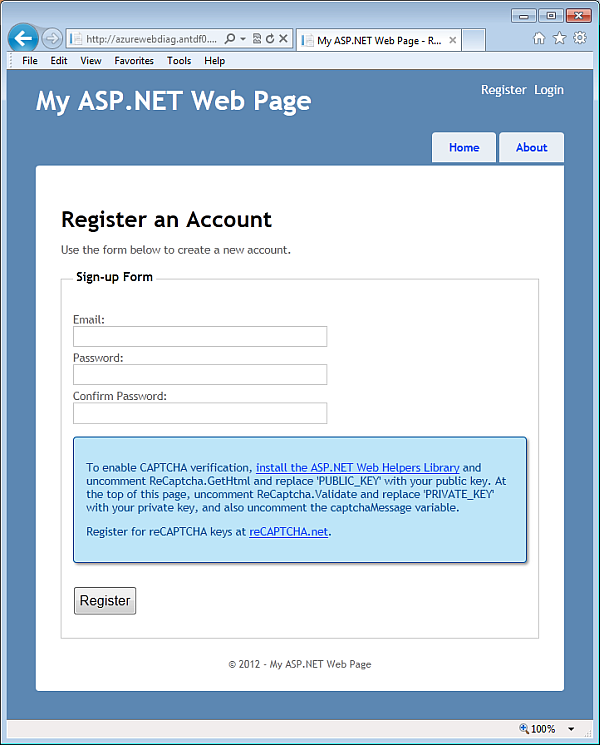 http://azurewebdiag.antdf0....
My ASP.NET Web Page - R...
File Edit View Favorites Tools Help
My ASP.NET Web Page
Register Login
Home About
Register an Account
Use the form below to create a new account.
Sign-up Form
Email:
Password:
Confirm Password:
To enable CAPTCHA verification, install the ASP.NET Web Helpers Library and
uncomment ReCaptcha.GetHtml and replace 'PUBLIC_KEY' with your public key. At
the top of this page, uncomment ReCaptcha.Validate and replace 'PRIVATE_KEY'
with your private key, and also uncomment the captchaMessage variable.
Register for reCAPTCHA keys at reCAPTCHA.net.
Register
© 2012 - My ASP.NET Web Page
100%